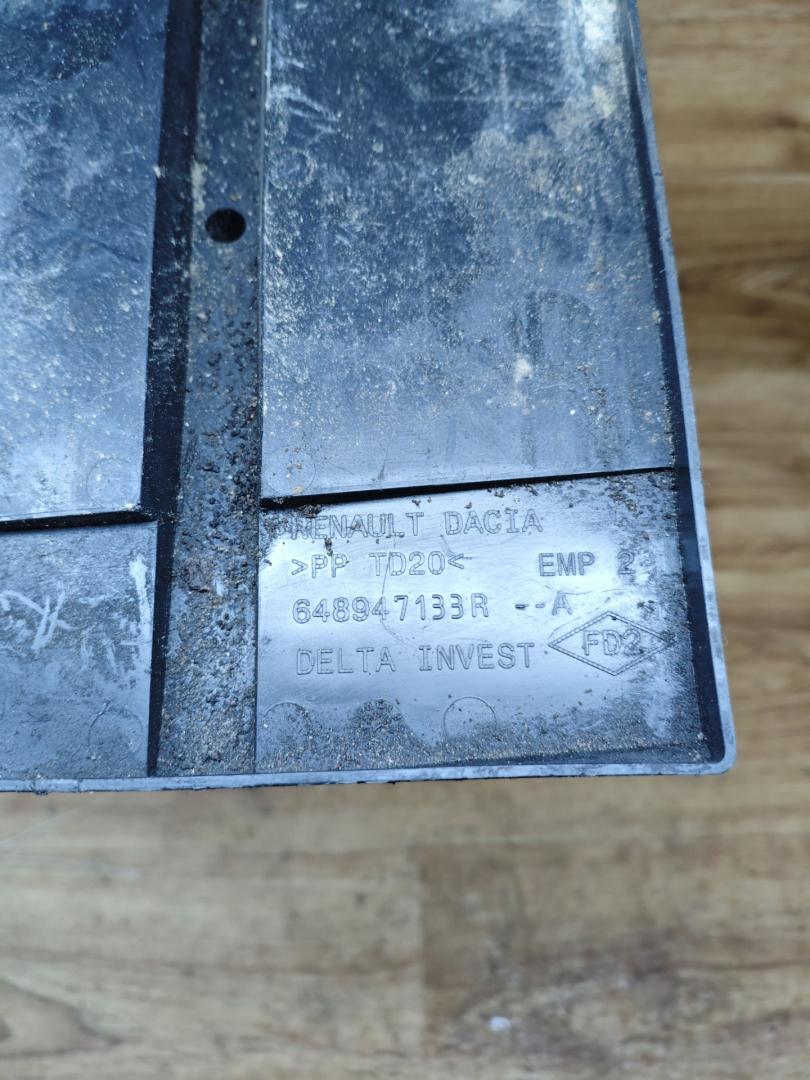 RENAULT DACIA
>PP TD20< EMP 2
648947133R --A
DELTA INVEST FD2